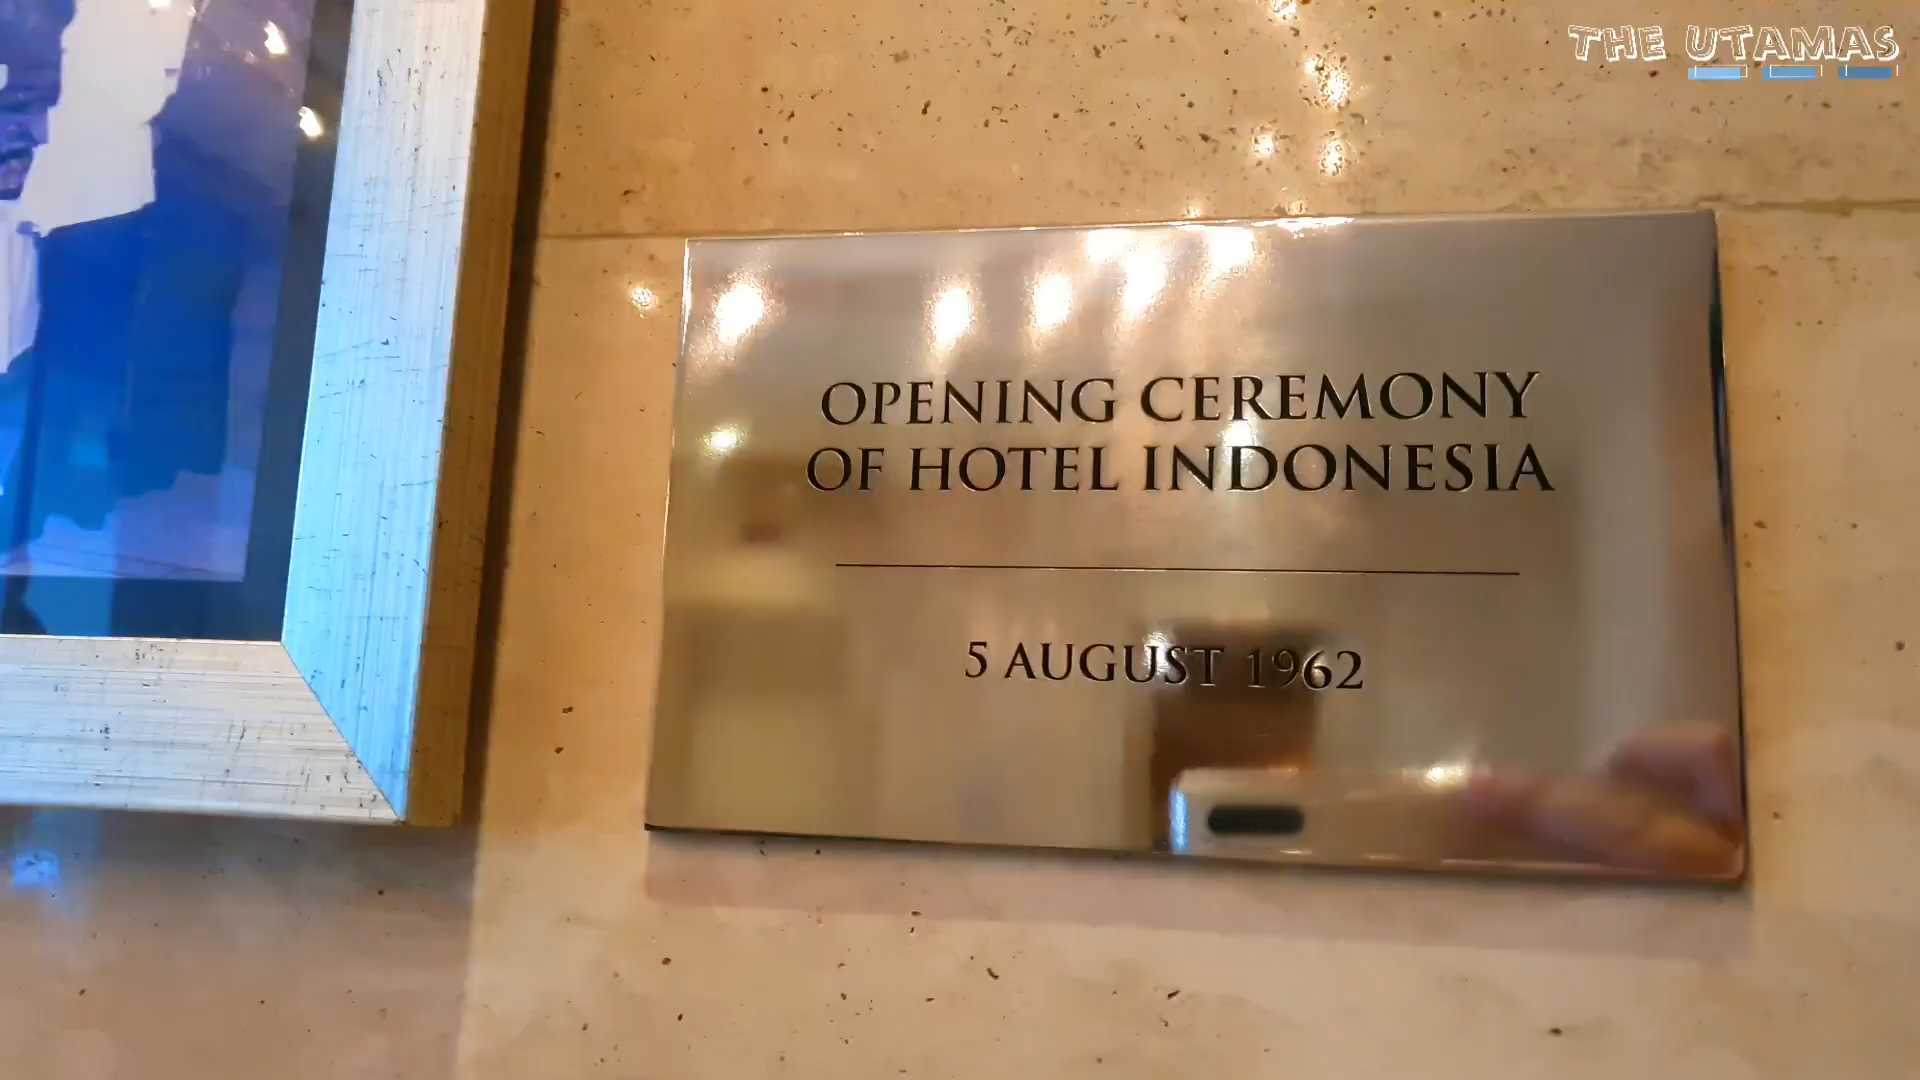 THE UTAMAS
OPENING CEREMONY
OF HOTEL INDONESIA
5 AUGUST 1962